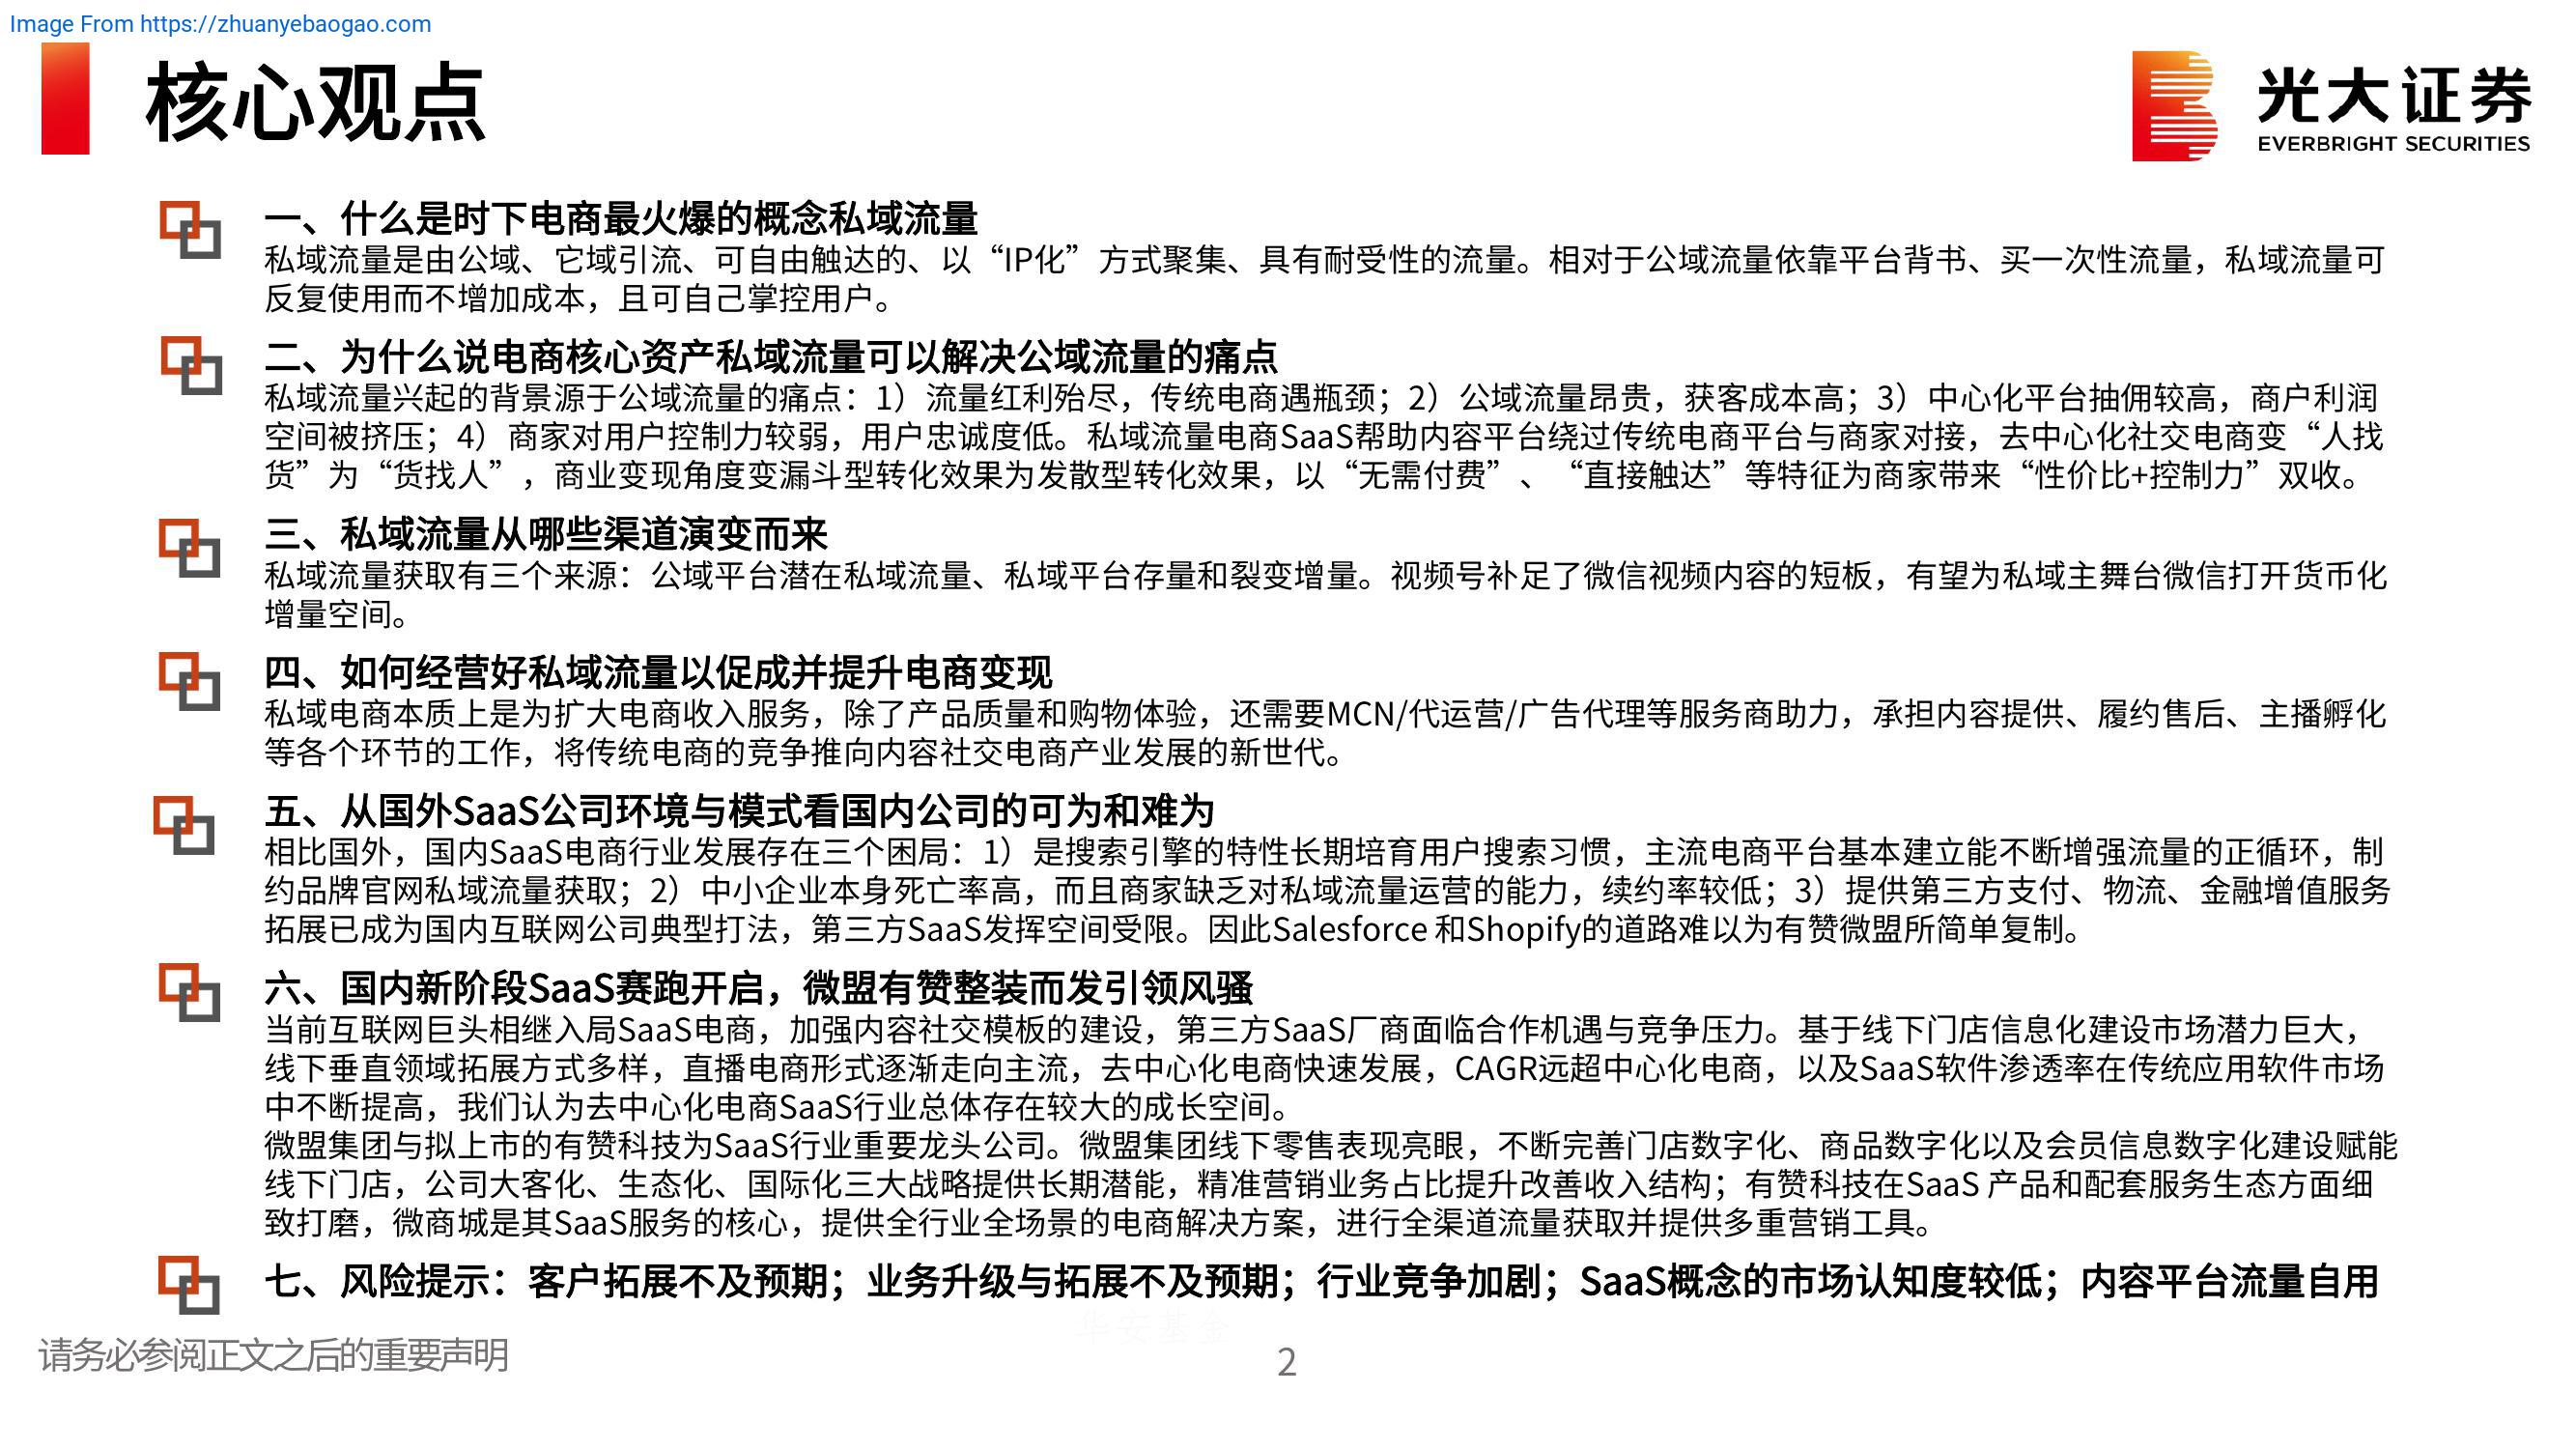 Image From https://zhuanyebaogao.com
核心观点
光大证券
EVERBRIGHT SECURITIES
一、什么是时下电商最火爆的概念私域流量
私域流量是由公域、它域引流、可自由触达的、以“IP化”方式聚集、具有耐受性的流量。相对于公域流量依靠平台背书、买一次性流量，私域流量可
反复使用而不增加成本，且可自己掌控用户。
二、为什么说电商核心资产私域流量可以解决公域流量的痛点
私域流量兴起的背景源于公域流量的痛点：1）流量红利殆尽，传统电商遇瓶颈；2）公域流量昂贵，获客成本高；3）中心化平台抽佣较高，商户利润
空间被挤压；4）商家对用户控制力较弱，用户忠诚度低。私域流量电商SaaS帮助内容平台绕过传统电商平台与商家对接，去中心化社交电商变“人找
货”为“货找人”，商业变现角度变漏斗型转化效果为发散型转化效果，以“无需付费”、“直接触达”等特征为商家带来“性价比+控制力”双收。
三、私域流量从哪些渠道演变而来
私域流量获取有三个来源：公域平台潜在私域流量、私域平台存量和裂变增量。视频号补足了微信视频内容的短板，有望为私域主舞台微信打开货币化
增量空间。
四、如何经营好私域流量以促成并提升电商变现
私域电商本质上是为扩大电商收入服务，除了产品质量和购物体验，还需要MCN/代运营/广告代理等服务商助力，承担内容提供、履约售后、主播孵化
等各个环节的工作，将传统电商的竞争推向内容社交电商产业发展的新世代。
五、从国外SaaS公司环境与模式看国内公司的可为和难为
相比国外，国内SaaS电商行业发展存在三个困局：1）是搜索引擎的特性长期培育用户搜索习惯，主流电商平台基本建立能不断增强流量的正循环，制
约品牌官网私域流量获取；2）中小企业本身死亡率高，而且商家缺乏对私域流量运营的能力，续约率较低；3）提供第三方支付、物流、金融增值服务
拓展已成为国内互联网公司典型打法，第三方SaaS发挥空间受限。因此Salesforce 和Shopify的道路难以为有赞微盟所简单复制。
六、国内新阶段SaaS赛跑开启，微盟有赞整装而发引领风骚
当前互联网巨头相继入局SaaS电商，加强内容社交模板的建设，第三方SaaS厂商面临合作机遇与竞争压力。基于线下门店信息化建设市场潜力巨大，
线下垂直领域拓展方式多样，直播电商形式逐渐走向主流，去中心化电商快速发展，CAGR远超中心化电商，以及SaaS软件渗透率在传统应用软件市场
中不断提高，我们认为去中心化电商SaaS行业总体存在较大的成长空间。
微盟集团与拟上市的有赞科技为SaaS行业重要龙头公司。微盟集团线下零售表现亮眼，不断完善门店数字化、商品数字化以及会员信息数字化建设赋能
线下门店，公司大客化、生态化、国际化三大战略提供长期潜能，精准营销业务占比提升改善收入结构；有赞科技在SaaS 产品和配套服务生态方面细
致打磨，微商城是其SaaS服务的核心，提供全行业全场景的电商解决方案，进行全渠道流量获取并提供多重营销工具。
七、风险提示：客户拓展不及预期；业务升级与拓展不及预期；行业竞争加剧；SaaS概念的市场认知度较低；内容平台流量自用
华安基金
请务必参阅正文之后的重要声明
2